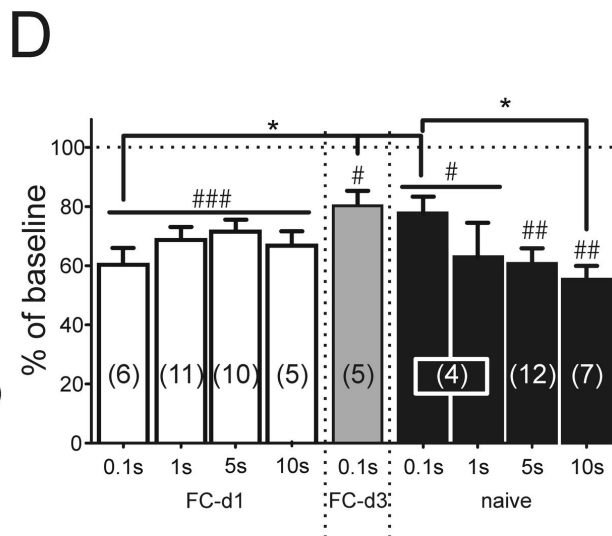 D
% of baseline
* *
100
# #
###
80
## ##
60
40
(6) (11) (10) (5) (5) (4) (12) (7)
20
0
0.1s 1s 5s 10s 0.1s 0.1s 1s 5s 10s
FC-d1 FC-d3 naive